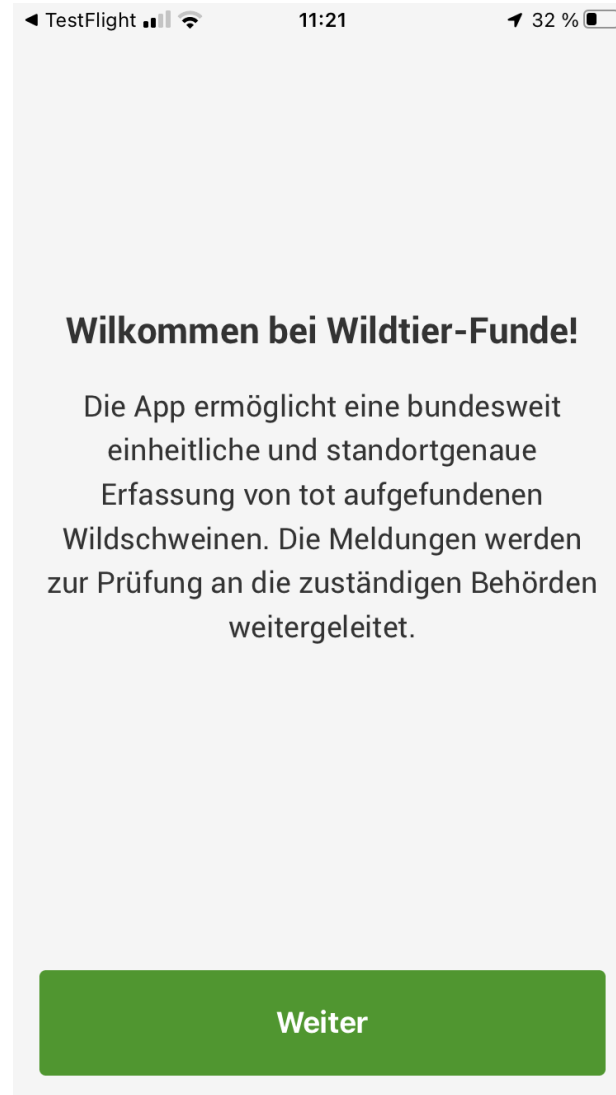 ◀ TestFlight 11:21 32 %
Wilkommen bei Wildtier-Funde!
Die App ermöglicht eine bundesweit
einheitliche und standortgenaue
Erfassung von tot aufgefundenen
Wildschweinen. Die Meldungen werden
zur Prüfung an die zuständigen Behörden
weitergeleitet.
Weiter